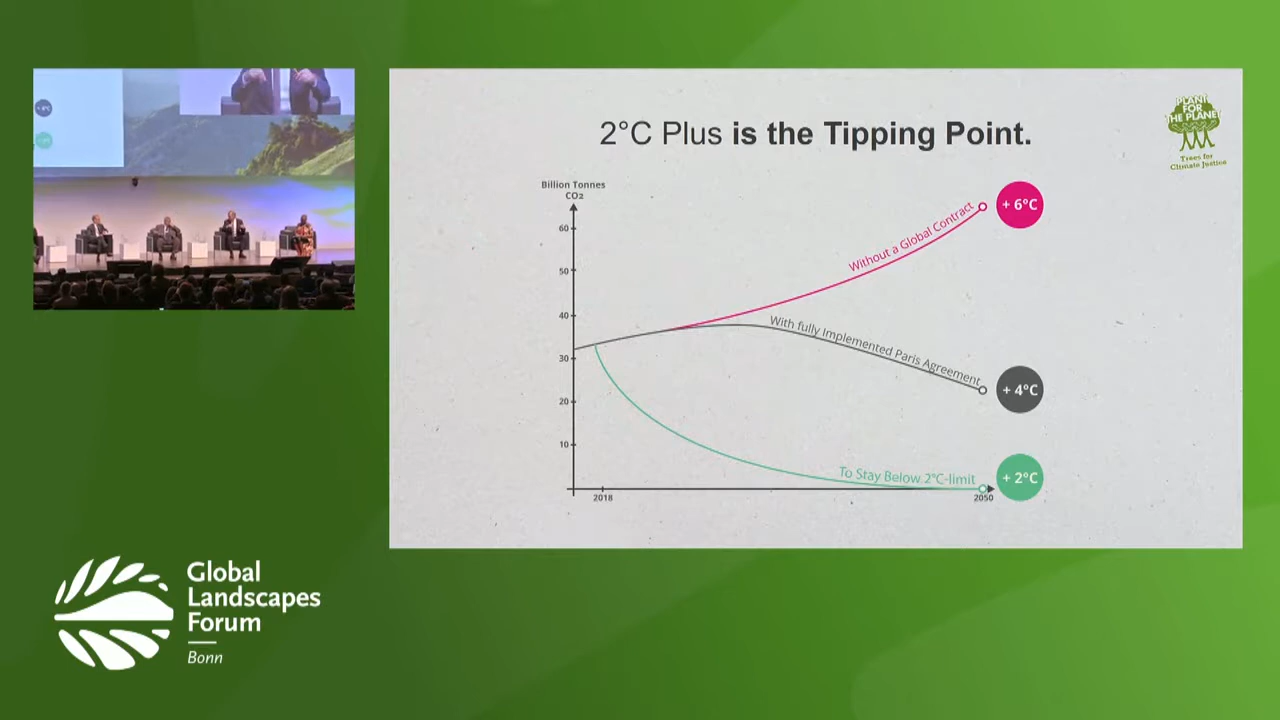 2°C Plus is the Tipping Point.
PLANT
FOR
THE PLANET
Trees for
Climate Justice
Billion Tonnes
CO2
60
50
40
30
20
10
2018
2050
Without a Global Contract
+ 6°C
With fully Implemented Paris Agreement
+ 4°C
To Stay Below 2°C-limit
+ 2°C
Global
Landscapes
Forum
Bonn